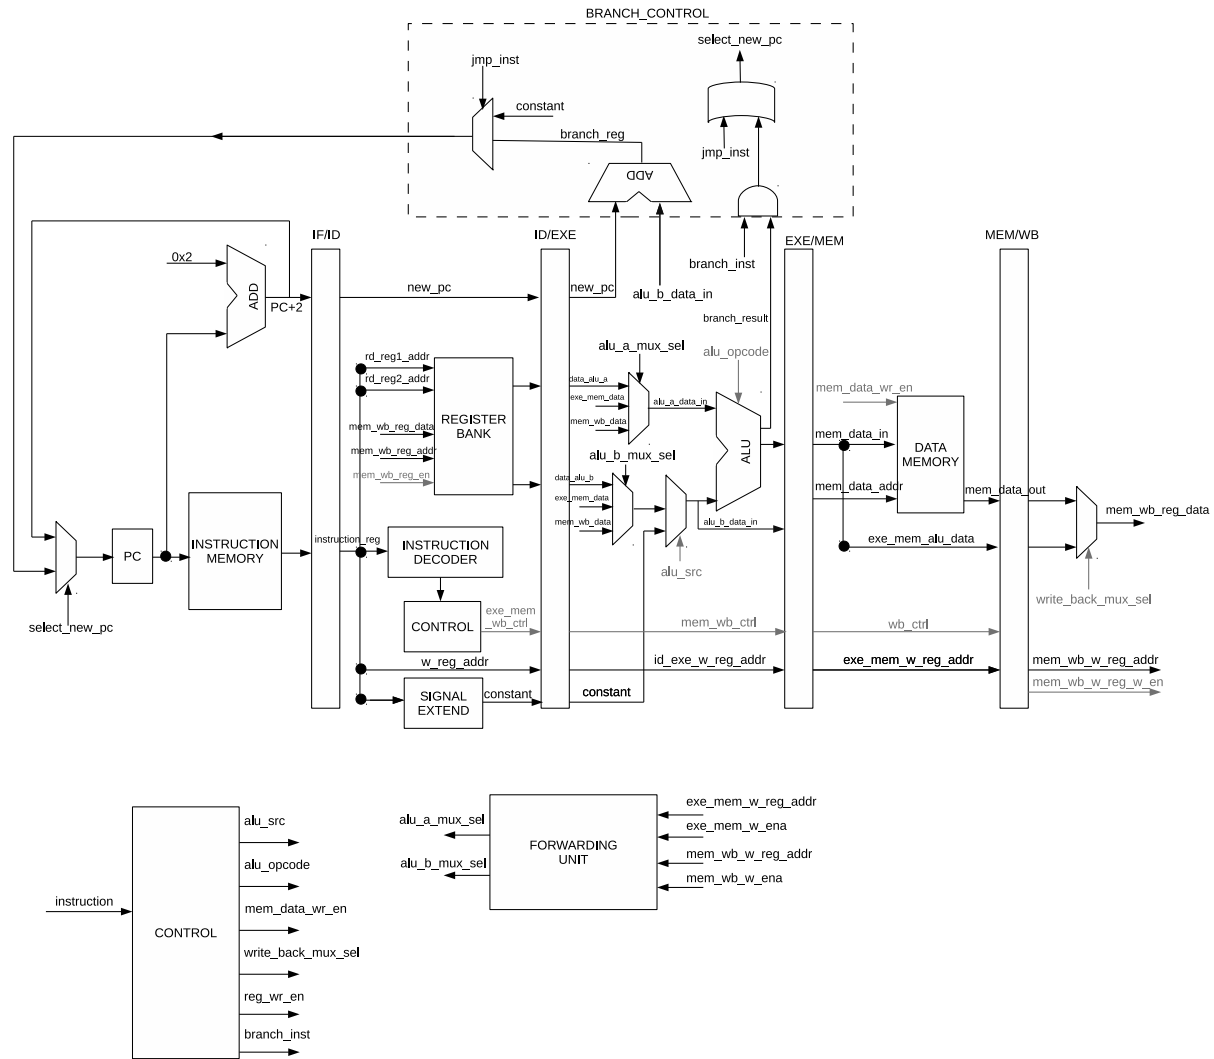 BRANCH_CONTROL
select_new_pc
jmp_inst
constant
branch_reg
jmp_inst
ADD
IF/ID
ID/EXE
EXE/MEM
MEM/WB
0x2
ADD
PC+2
new_pc
new_pc
alu_b_data_in
branch_inst
branch_result
rd_reg1_addr
rd_reg2_addr
REGISTER
BANK
mem_wb_reg_data
mem_wb_reg_addr
mem_wb_reg_en
alu_a_mux_sel
data_alu_a
exe_mem_data
mem_wb_data
alu_a_data_in
alu_opcode
ALU
alu_b_mux_sel
data_alu_b
exe_mem_data
mem_wb_data
alu_b_data_in
alu_src
mem_data_wr_en
mem_data_in
DATA
MEMORY
mem_data_addr
mem_data_out
mem_wb_reg_data
exe_mem_alu_data
write_back_mux_sel
PC
INSTRUCTION
MEMORY
select_new_pc
instruction_reg
INSTRUCTION
DECODER
CONTROL
exe_mem
_wb_ctrl
mem_wb_ctrl
wb_ctrl
w_reg_addr
id_exe_w_reg_addr
exe_mem_w_reg_addr
mem_wb_w_reg_addr
mem_wb_w_reg_w_en
SIGNAL
EXTEND
constant
constant
instruction
CONTROL
alu_src
alu_opcode
mem_data_wr_en
write_back_mux_sel
reg_wr_en
branch_inst
alu_a_mux_sel
alu_b_mux_sel
FORWARDING
UNIT
exe_mem_w_reg_addr
exe_mem_w_ena
mem_wb_w_reg_addr
mem_wb_w_ena